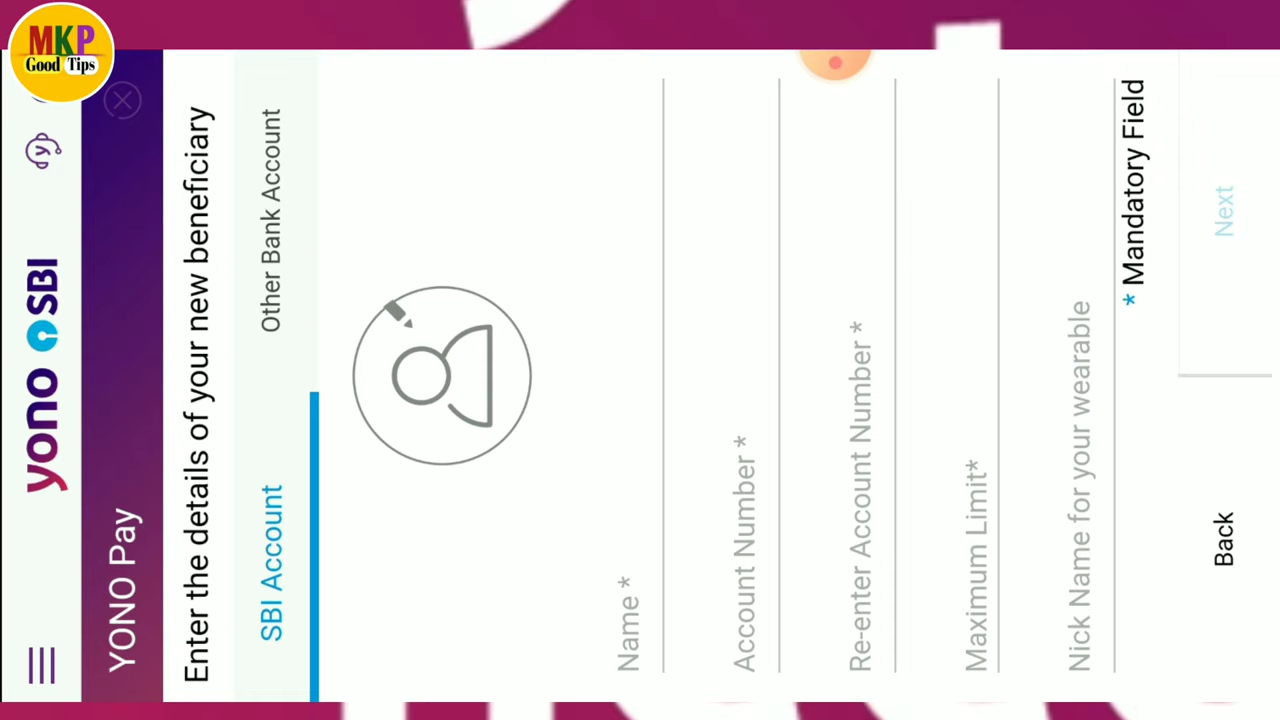 MKP
Good Tips
yono SBI
YONO Pay
Enter the details of your new beneficiary
SBI Account
Other Bank Account
Name *
Account Number *
Re-enter Account Number *
Maximum Limit*
Nick Name for your wearable
* Mandatory Field
Back
Next